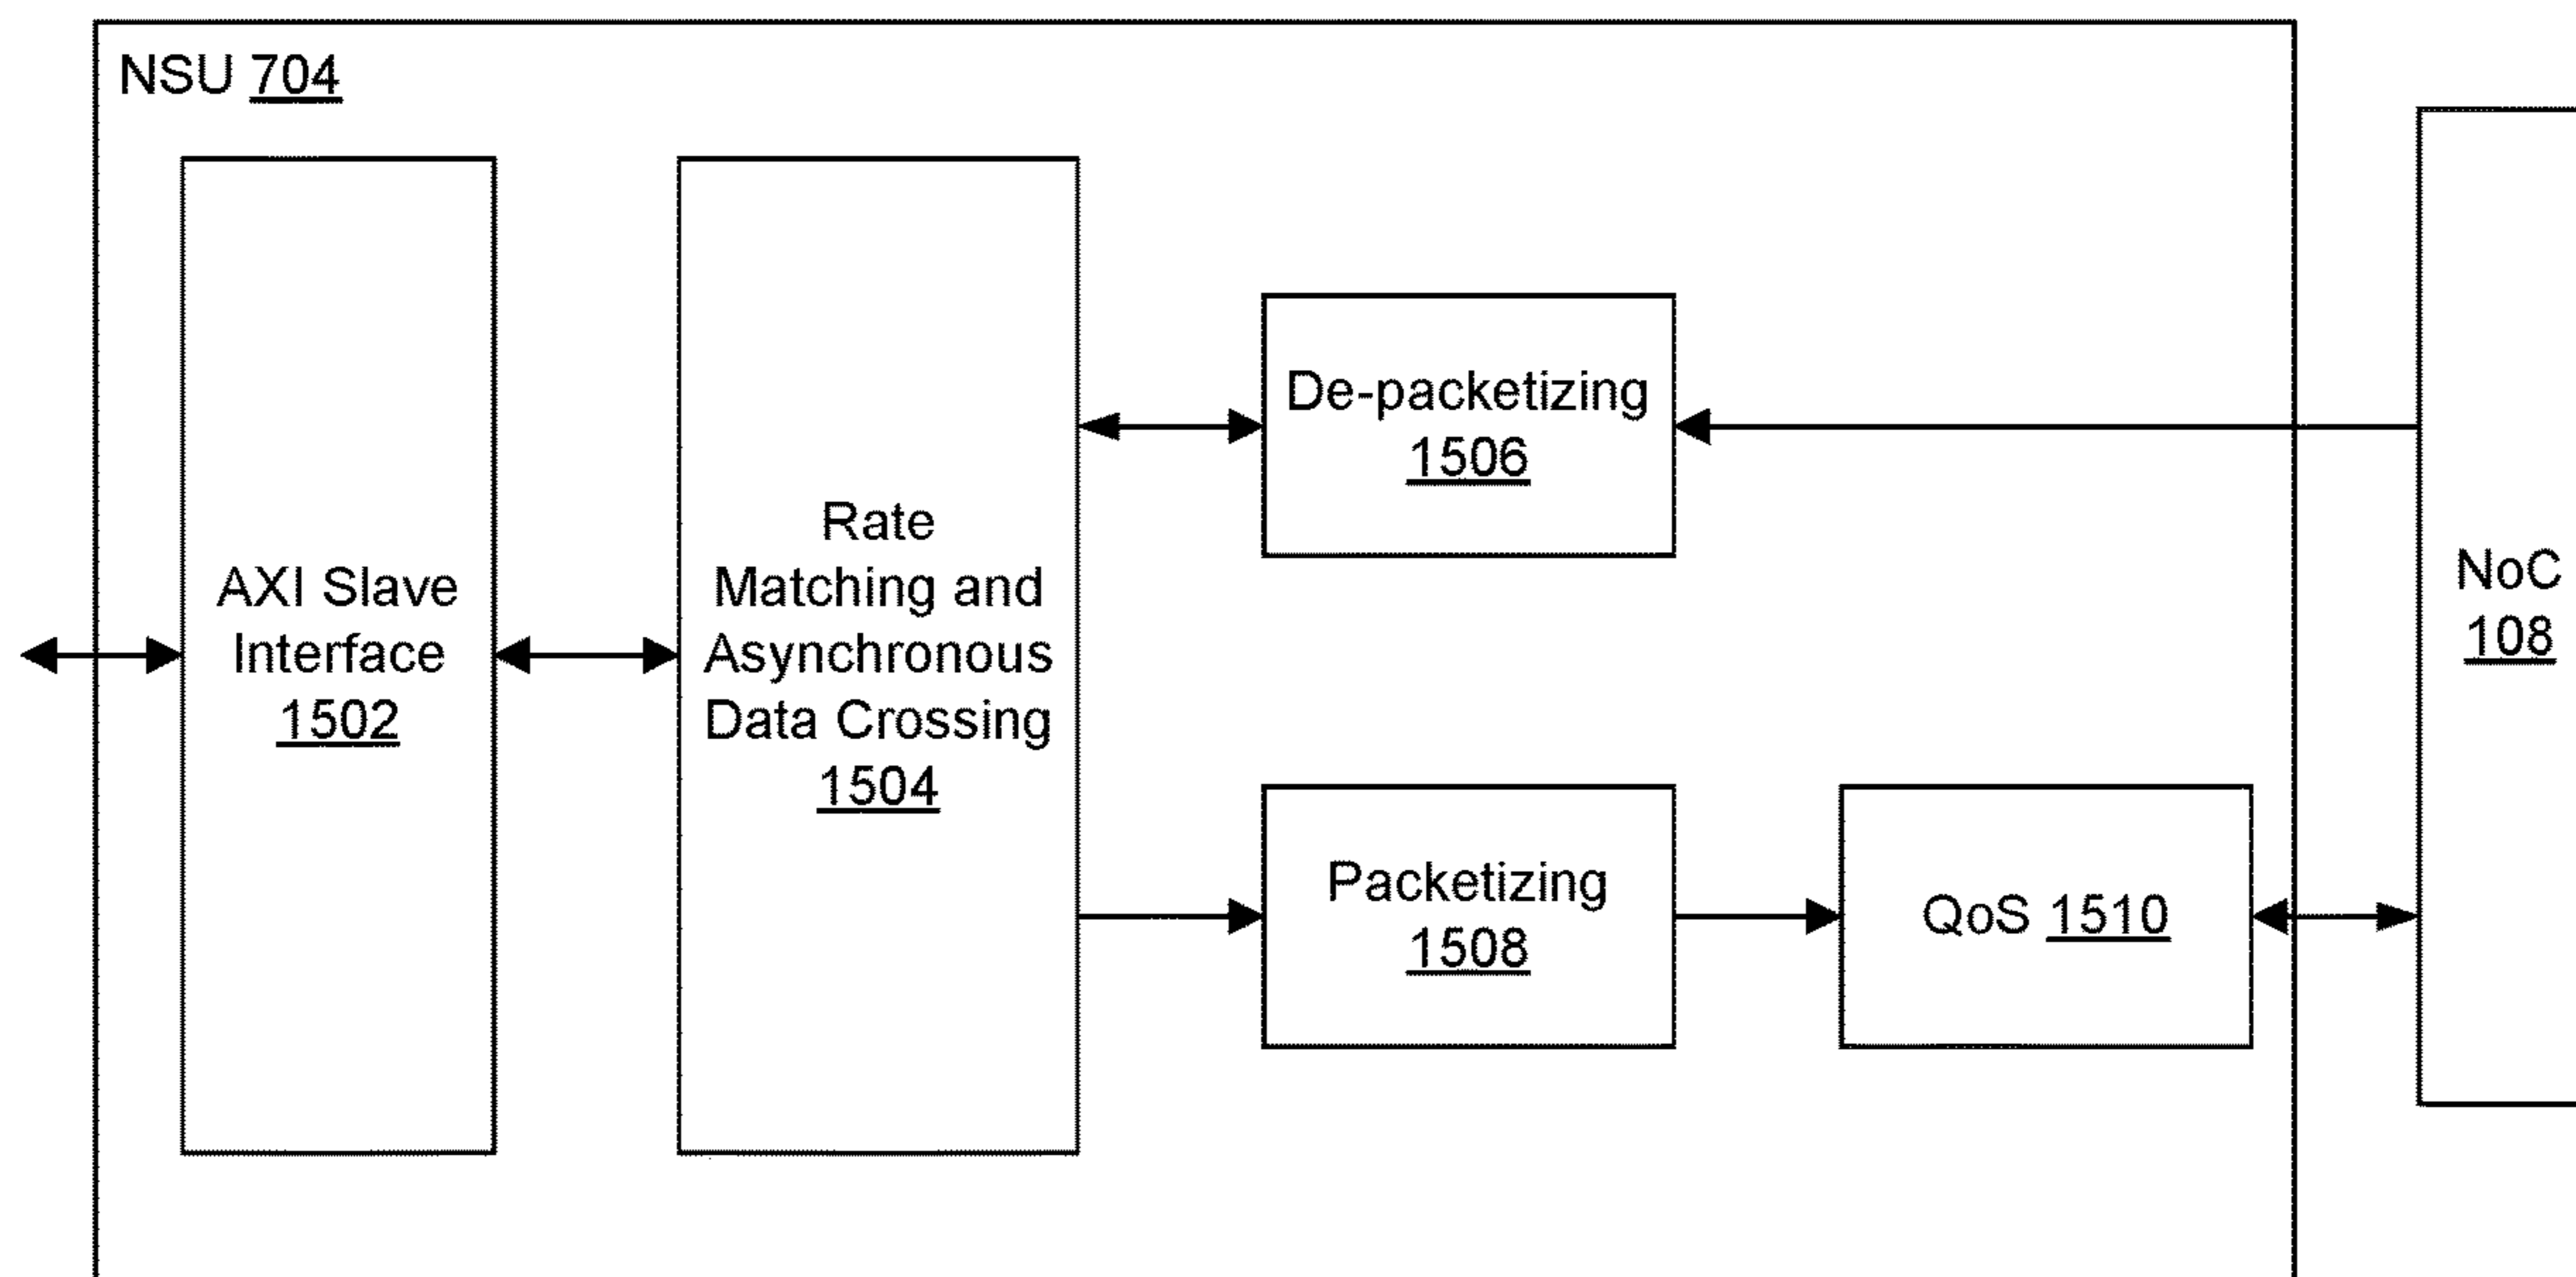 NSU 704
AXI Slave
Interface
1502
Rate
Matching and
Asynchronous
Data Crossing
1504
De-packetizing
1506
Packetizing
1508
QoS 1510
NoC
108